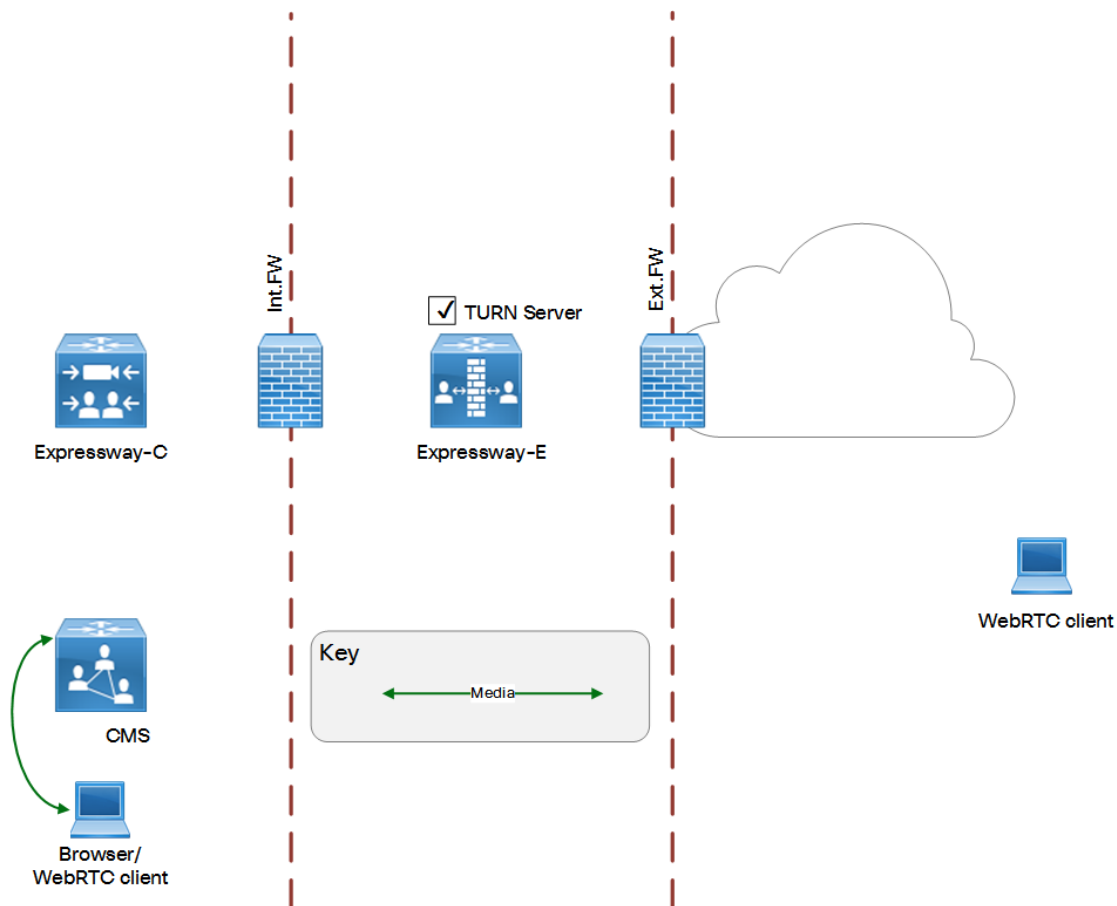 Int.FW
Ext.FW
TURN Server
Expressway-C
Expressway-E
WebRTC client
Key
Media
CMS
Browser/
WebRTC client